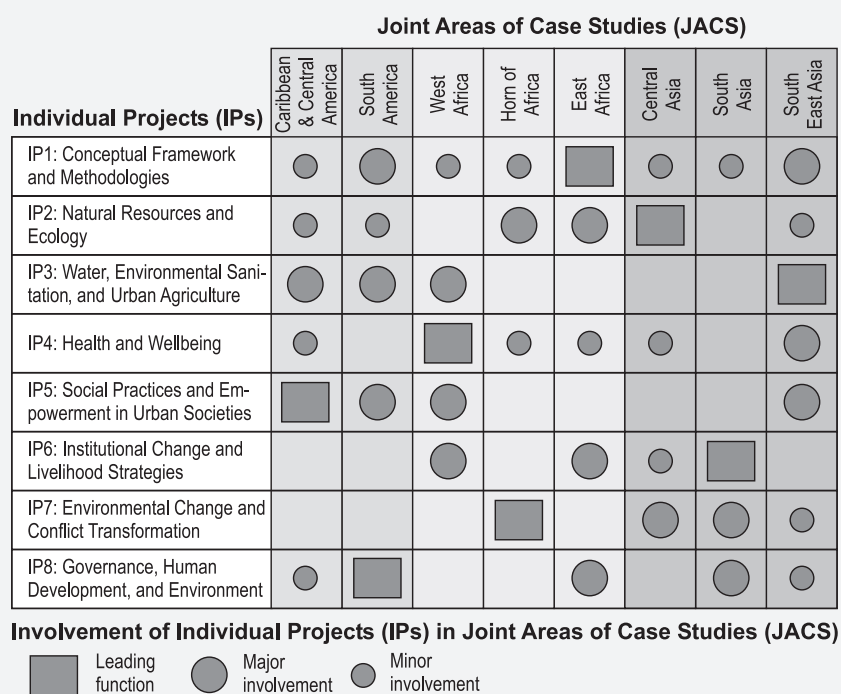 Joint Areas of Case Studies (JACS)
Individual Projects (IPs)
Caribbean
& Central
America
South
America
West
Africa
Horn of
Africa
East
Africa
Central
Asia
South
Asia
South
East Asia
IP1: Conceptual Framework
and Methodologies
IP2: Natural Resources and
Ecology
IP3: Water, Environmental Sani-
tation, and Urban Agriculture
IP4: Health and Wellbeing
IP5: Social Practices and Em-
powerment in Urban Societies
IP6: Institutional Change and
Livelihood Strategies
IP7: Environmental Change and
Conflict Transformation
IP8: Governance, Human
Development, and Environment
Involvement of Individual Projects (IPs) in Joint Areas of Case Studies (JACS)
Leading
function
Major
involvement
Minor
involvement